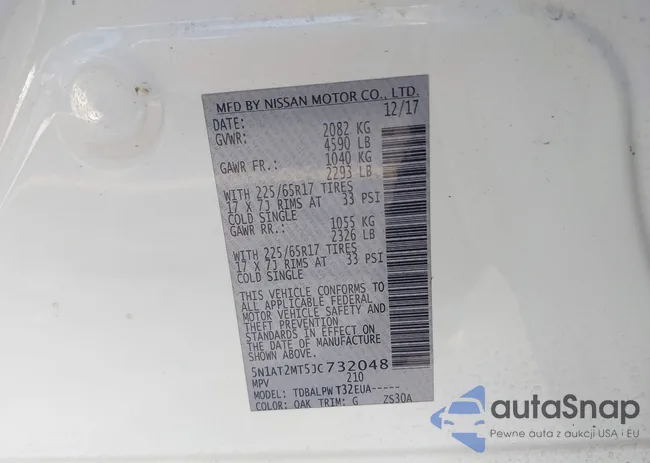 MFD BY NISSAN MOTOR CO., LTD.
DATE: 12/17
GVWR: 2082 KG
4590 LB
GAWR FR.: 1040 KG
2293 LB
WITH 225/65R17 TIRES
17 X 7J RIMS AT 33 PSI
COLD SINGLE
GAWR RR.: 1055 KG
2326 LB
WITH 225/65R17 TIRES
17 X 7J RIMS AT 33 PSI
COLD SINGLE
THIS VEHICLE CONFORMS TO
ALL APPLICABLE FEDERAL
MOTOR VEHICLE SAFETY AND
THEFT PREVENTION
STANDARDS IN EFFECT ON
THE DATE OF MANUFACTURE
SHOWN ABOVE.
5N1AT2MT5JC732048
MPV 210
MODEL: TDBALPWT32EUA-----
COLOR: QAK TRIM: G ZS30A
autoSnap
Pewne auta z aukcji USA i EU